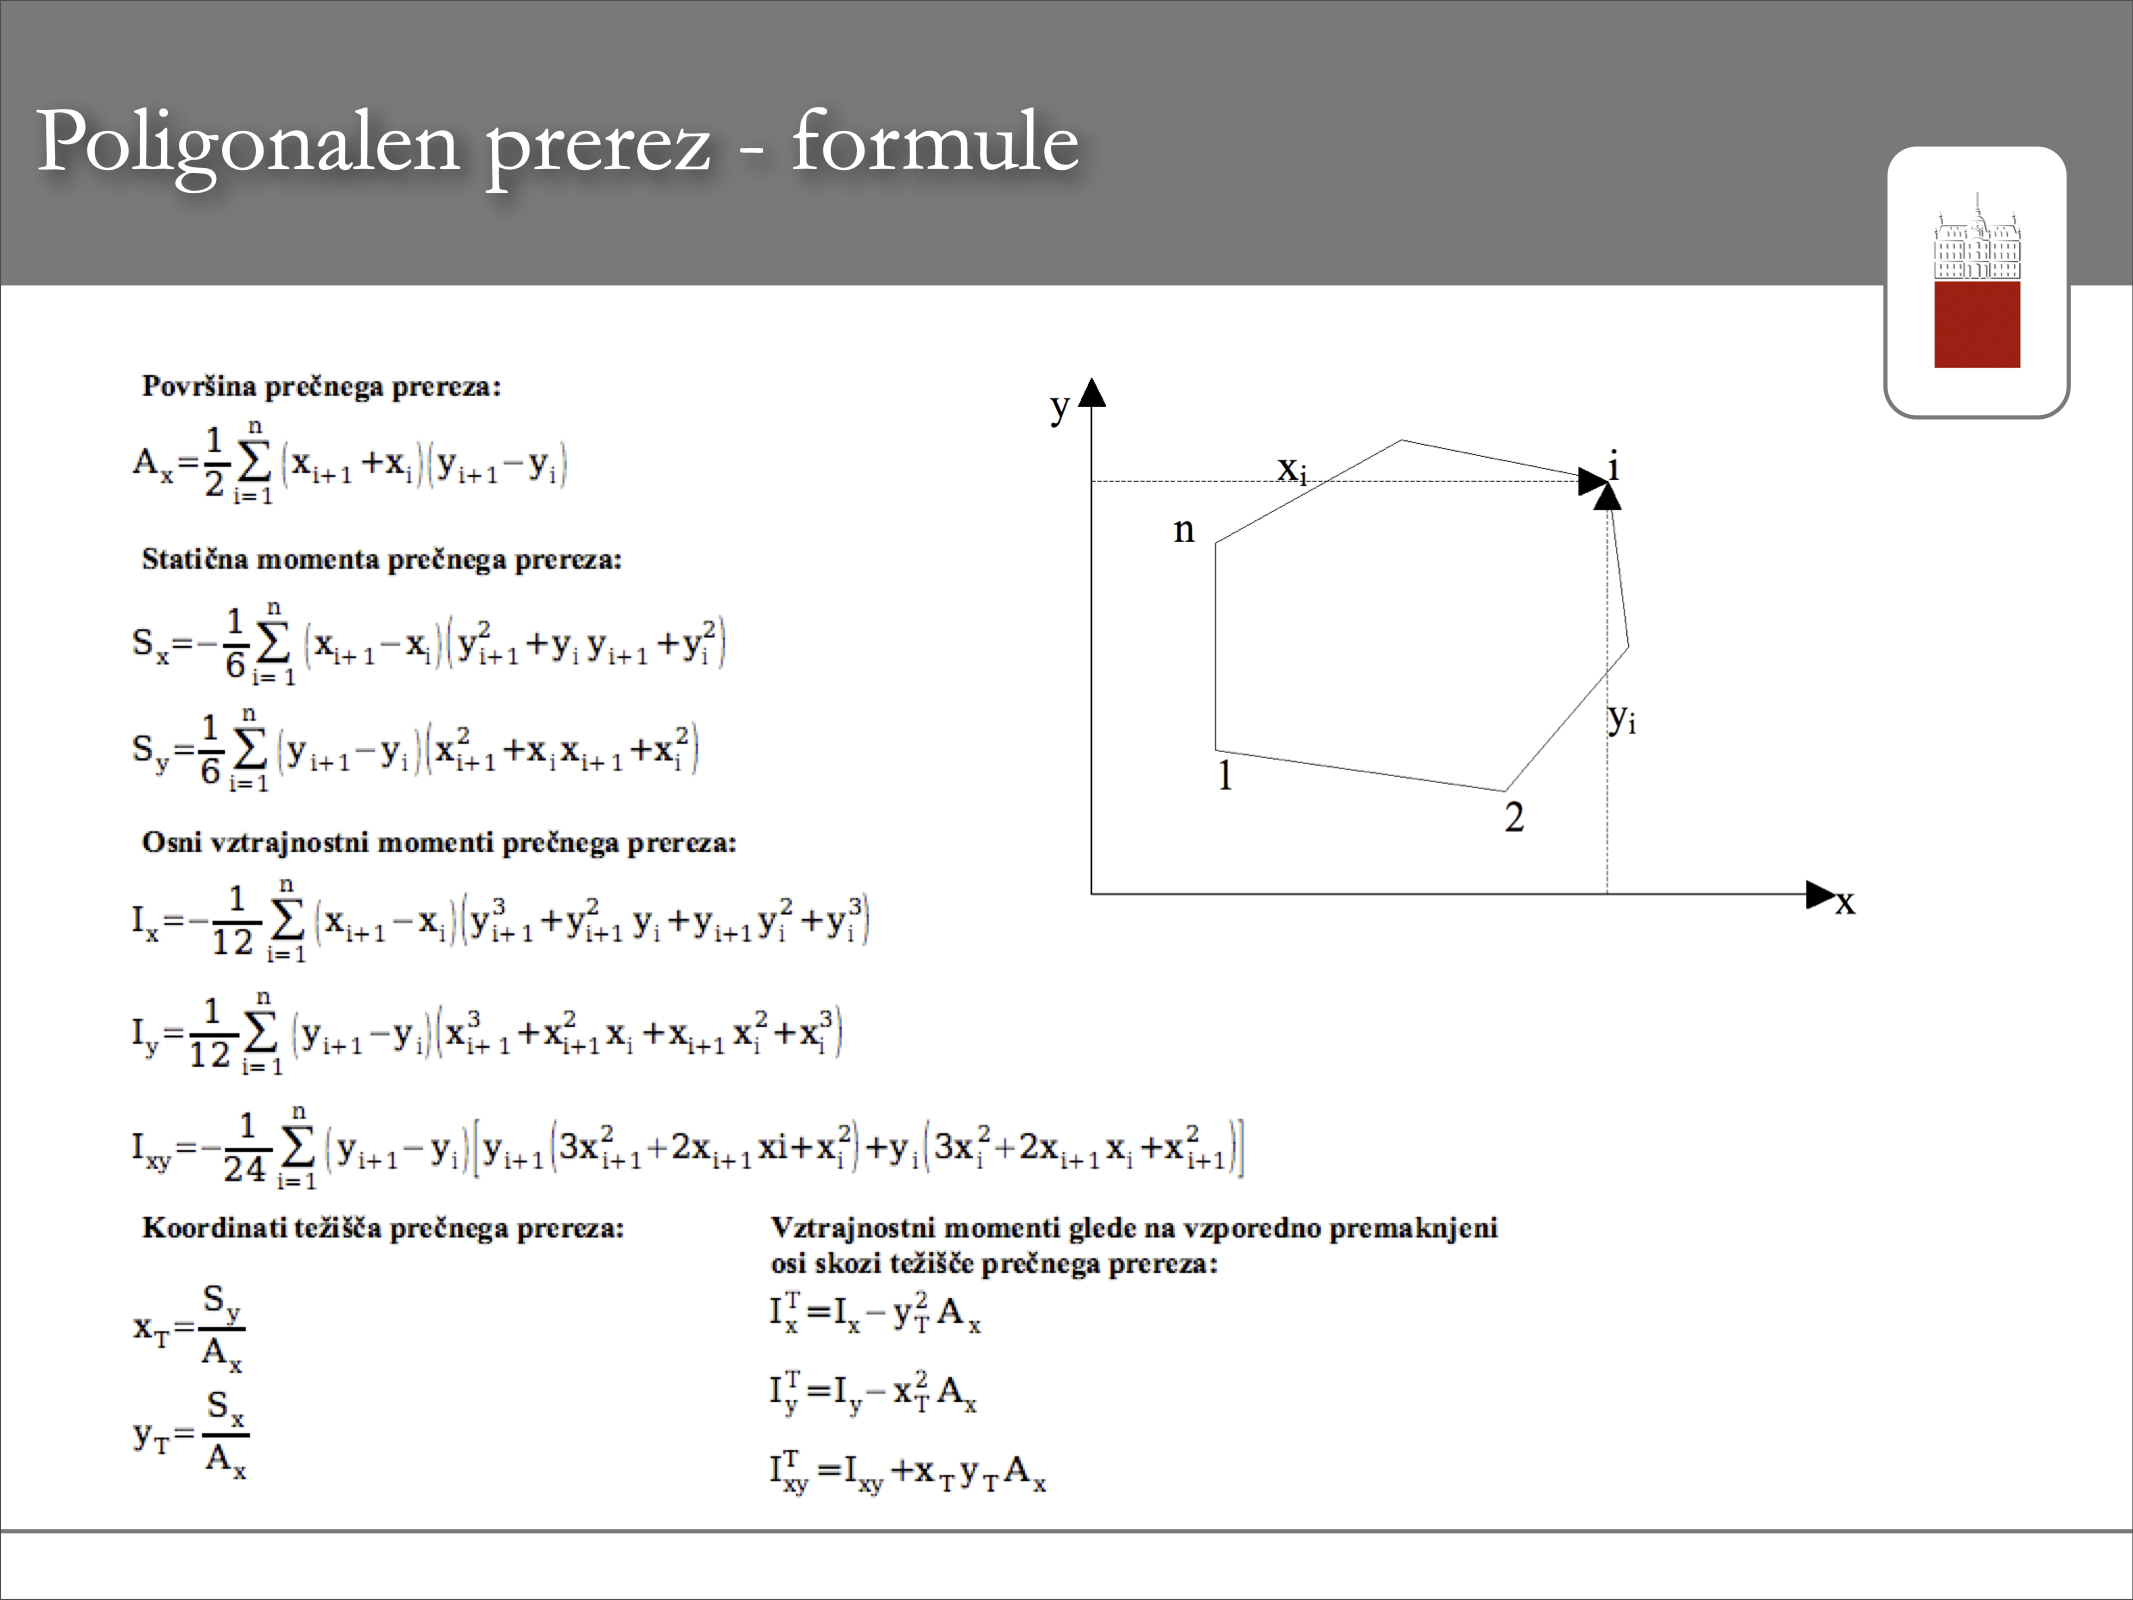 Poligonalen prerez - formule
Površina prečnega prereza:
A_x = \frac{1}{2} \sum_{i=1}^{n} (x_{i+1} + x_i)(y_{i+1} − y_i)
Statična momenta prečnega prereza:
S_x = −\frac{1}{6} \sum_{i=1}^{n} (x_{i+1} − x_i)(y_{i+1}^2 + y_i y_{i+1} + y_i^2)
S_y = \frac{1}{6} \sum_{i=1}^{n} (y_{i+1} − y_i)(x_{i+1}^2 + x_i x_{i+1} + x_i^2)
Osni vztrajnostni momenti prečnega prereza:
I_x = −\frac{1}{12} \sum_{i=1}^{n} (x_{i+1} − x_i)(y_{i+1}^3 + y_{i+1}^2 y_i + y_{i+1} y_i^2 + y_i^3)
I_y = \frac{1}{12} \sum_{i=1}^{n} (y_{i+1} − y_i)(x_{i+1}^3 + x_{i+1}^2 x_i + x_{i+1} x_i^2 + x_i^3)
I_{xy} = −\frac{1}{24} \sum_{i=1}^{n} (y_{i+1} − y_i)[y_{i+1}(3x_{i+1}^2 + 2x_{i+1} xi + x_i^2) + y_i(3x_i^2 + 2x_{i+1} x_i + x_{i+1}^2)]
Koordinati težišča prečnega prereza:
x_T = \frac{S_y}{A_x}
y_T = \frac{S_x}{A_x}
Vztrajnostni momenti glede na vzporedno premaknjeni
osi skozi težišče prečnega prereza:
I_x^T = I_x − y_T^2 A_x
I_y^T = I_y − x_T^2 A_x
I_{xy}^T = I_{xy} + x_T y_T A_x
y
x_i
i
n
y_i
1
2
x